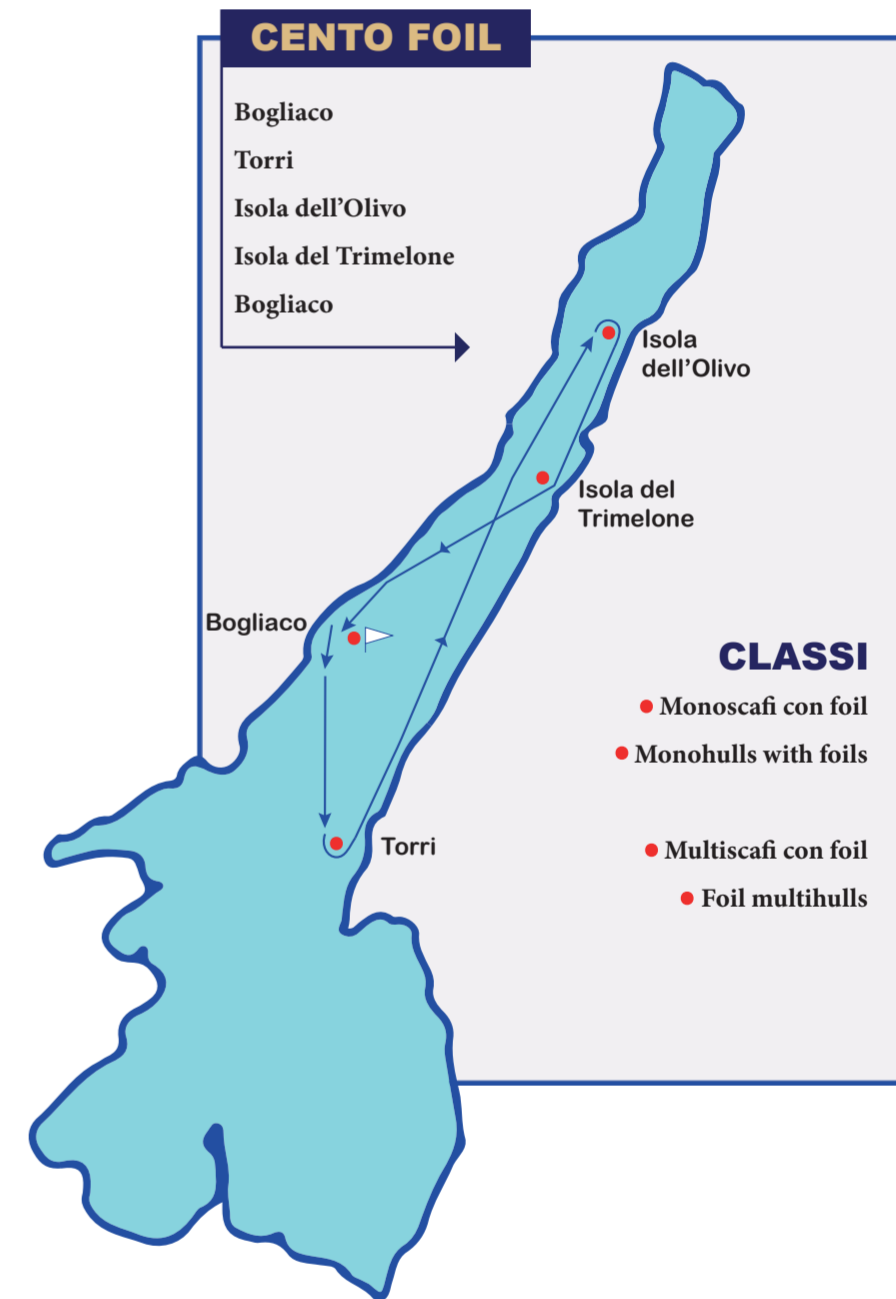 CENTO FOIL
Bogliaco
Torri
Isola dell’Olivo
Isola del Trimelone
Bogliaco
Isola
dell’Olivo
Isola del
Trimelone
Bogliaco
Torri
CLASSI
Monoscafi con foil
Monohulls with foils
Multiscafi con foil
Foil multihulls